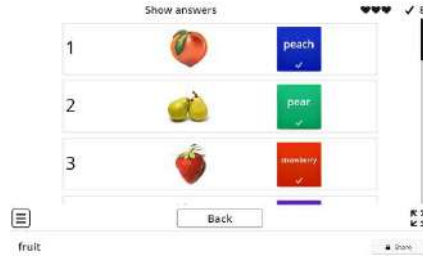 Show answers
1 peach
2 pear
3 strawberry
Back
fruit
Share